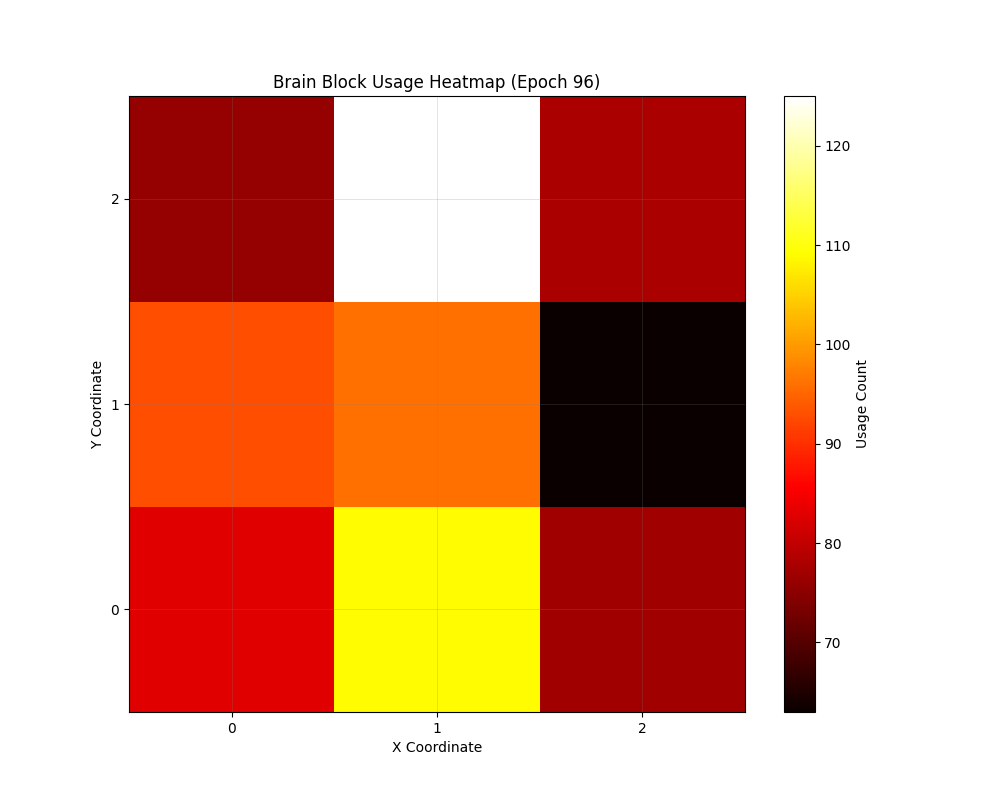 Brain Block Usage Heatmap (Epoch 96)
2
1
0
Y Coordinate
0 1 2
X Coordinate
120
110
100
90
80
70
Usage Count